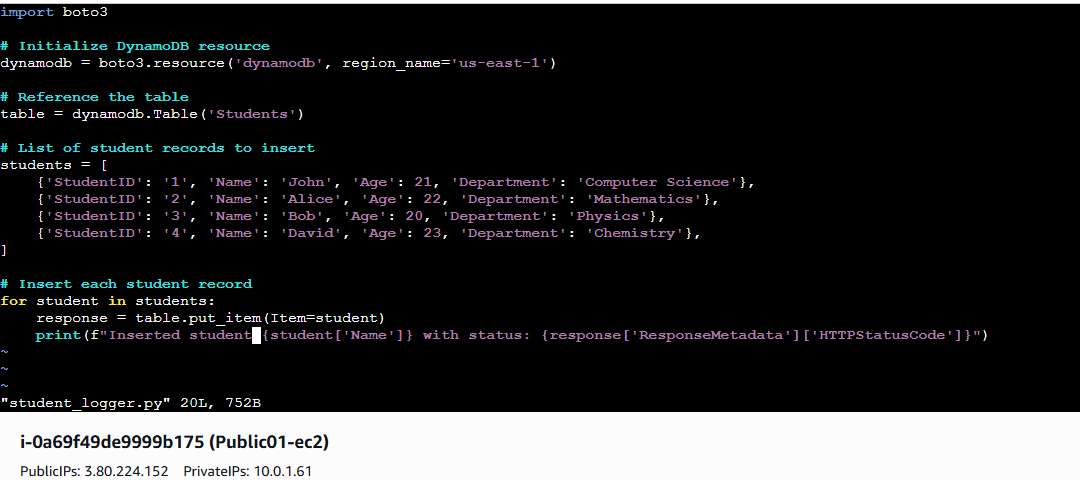 import boto3
# Initialize DynamoDB resource
dynamodb = boto3.resource('dynamodb', region_name='us-east-1')
# Reference the table
table = dynamodb.Table('Students')
# List of student records to insert
students = [
    {'StudentID': '1', 'Name': 'John', 'Age': 21, 'Department': 'Computer Science'},
    {'StudentID': '2', 'Name': 'Alice', 'Age': 22, 'Department': 'Mathematics'},
    {'StudentID': '3', 'Name': 'Bob', 'Age': 20, 'Department': 'Physics'},
    {'StudentID': '4', 'Name': 'David', 'Age': 23, 'Department': 'Chemistry'},
]
# Insert each student record
for student in students:
    response = table.put_item(Item=student)
    print(f"Inserted student {student['Name']} with status: {response['ResponseMetadata']['HTTPStatusCode']}")
~
~
~
"student_logger.py" 20L, 752B
i-0a69f49de9999b175 (Public01-ec2)
PublicIPs: 3.80.224.152 PrivateIPs: 10.0.1.61